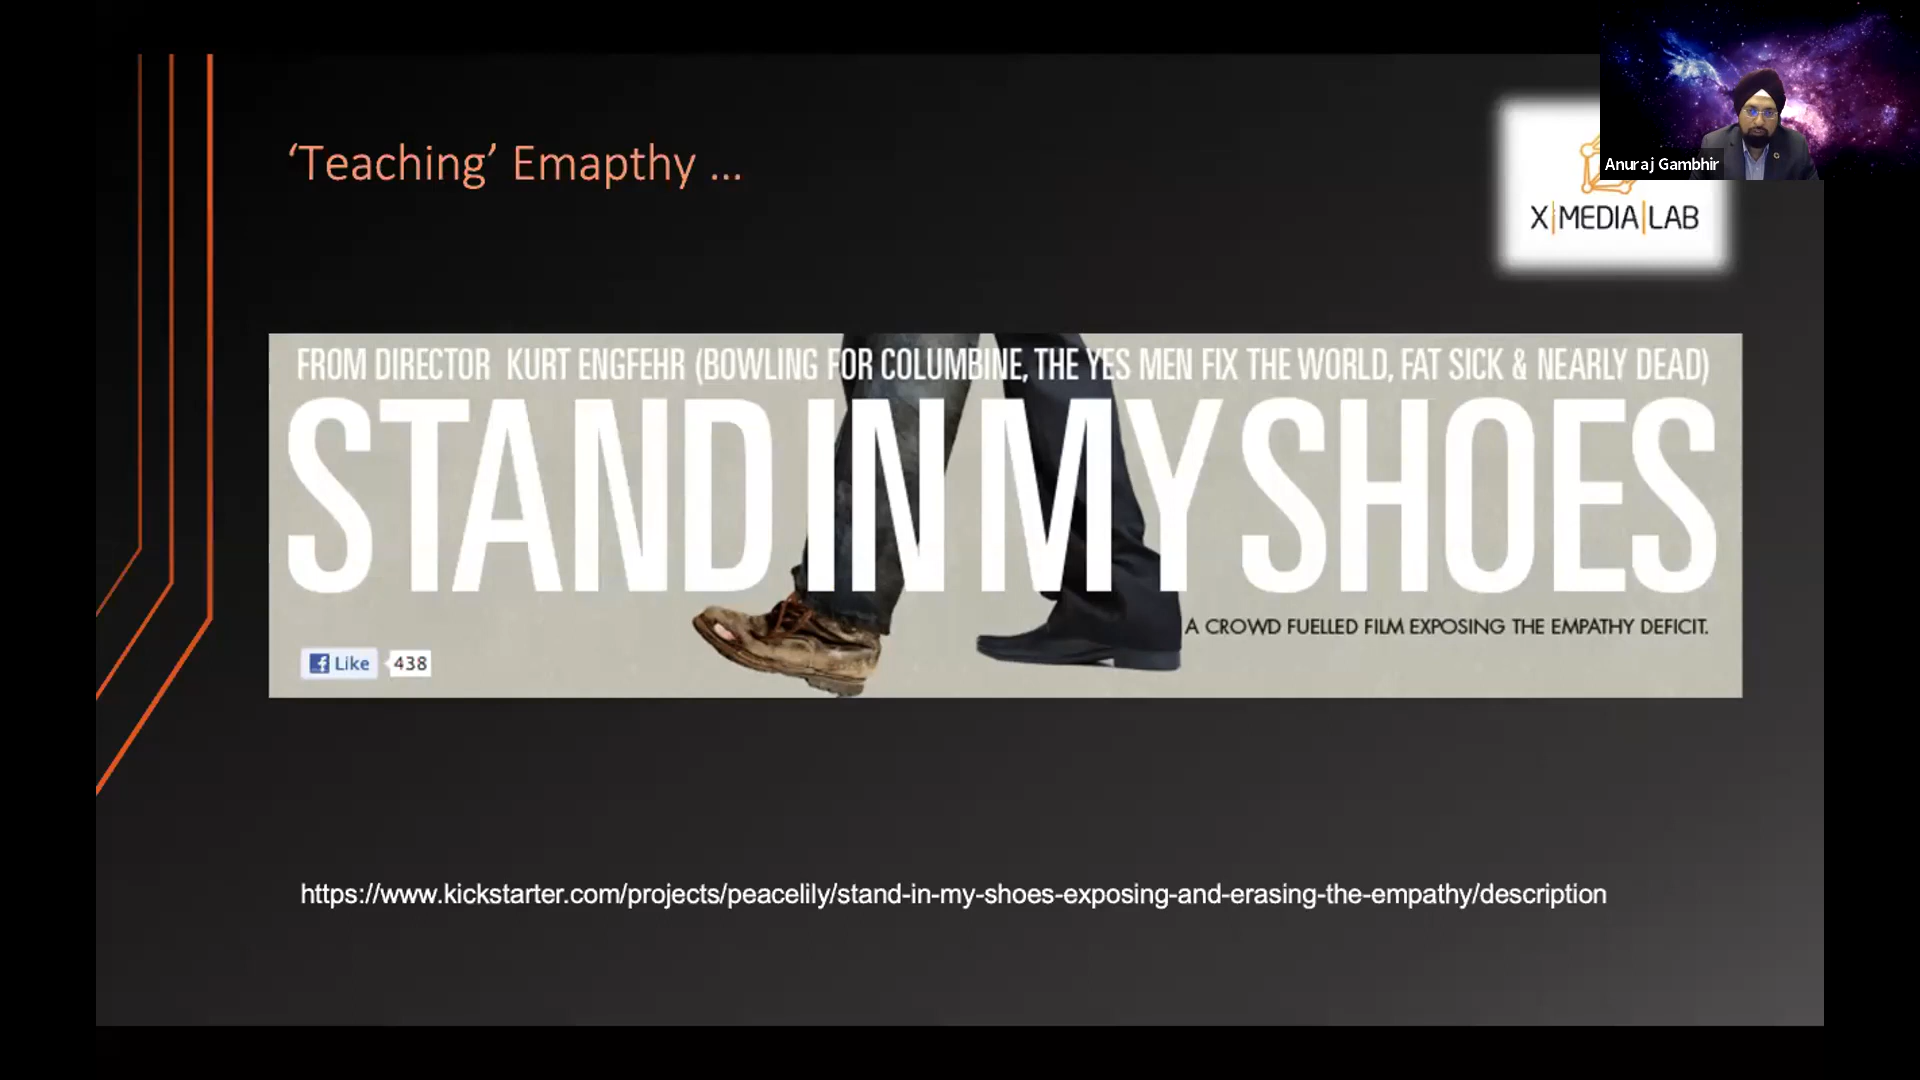 ‘Teaching’ Emapthy ...
Anuraj Gambhir
X|MEDIA|LAB
FROM DIRECTOR KURT ENGFEHR (BOWLING FOR COLUMBINE, THE YES MEN FIX THE WORLD, FAT SICK & NEARLY DEAD)
STAND IN MY SHOES
A CROWD FUELLED FILM EXPOSING THE EMPATHY DEFICIT.
Like 438
https://www.kickstarter.com/projects/peacelily/stand-in-my-shoes-exposing-and-erasing-the-empathy/description